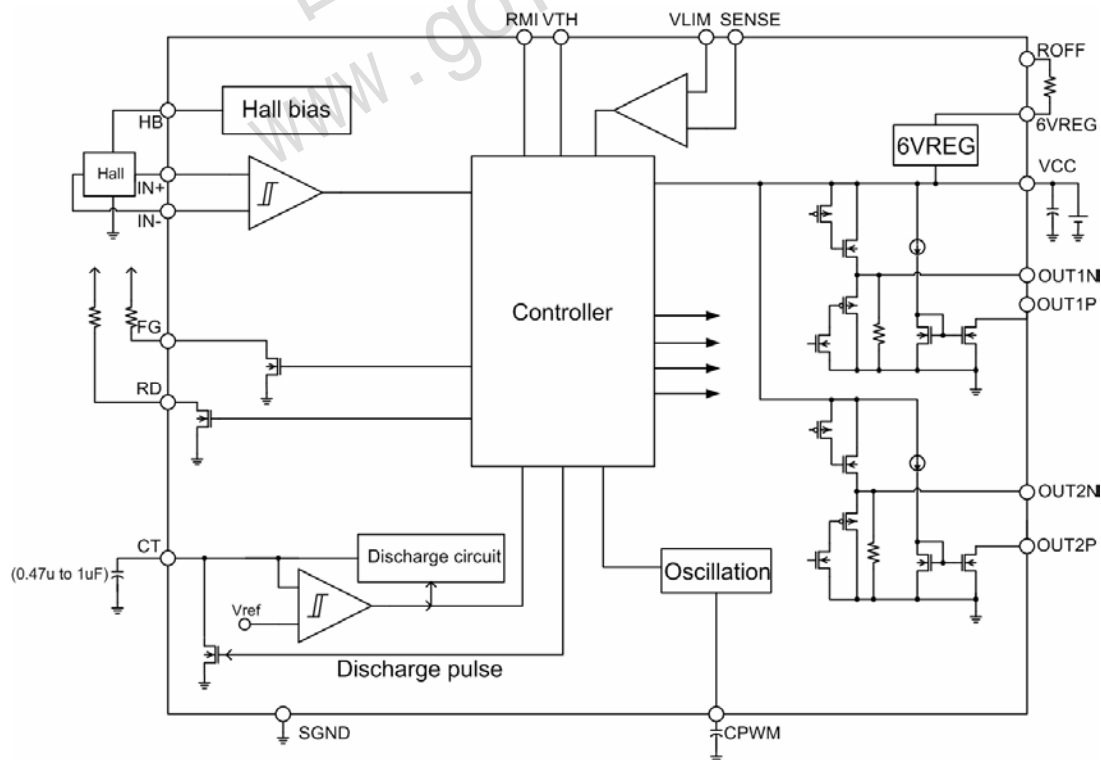 RMI VTH VLIM SENSE
ROFF
HB
Hall bias
6VREG
6VREG
Hall
IN+
VCC
IN-
OUT1N
OUT1P
Controller
FG
RD
OUT2N
CT
Discharge circuit
OUT2P
(0.47u to 1uF)
Oscillation
Vref
Discharge pulse
SGND
CPWM